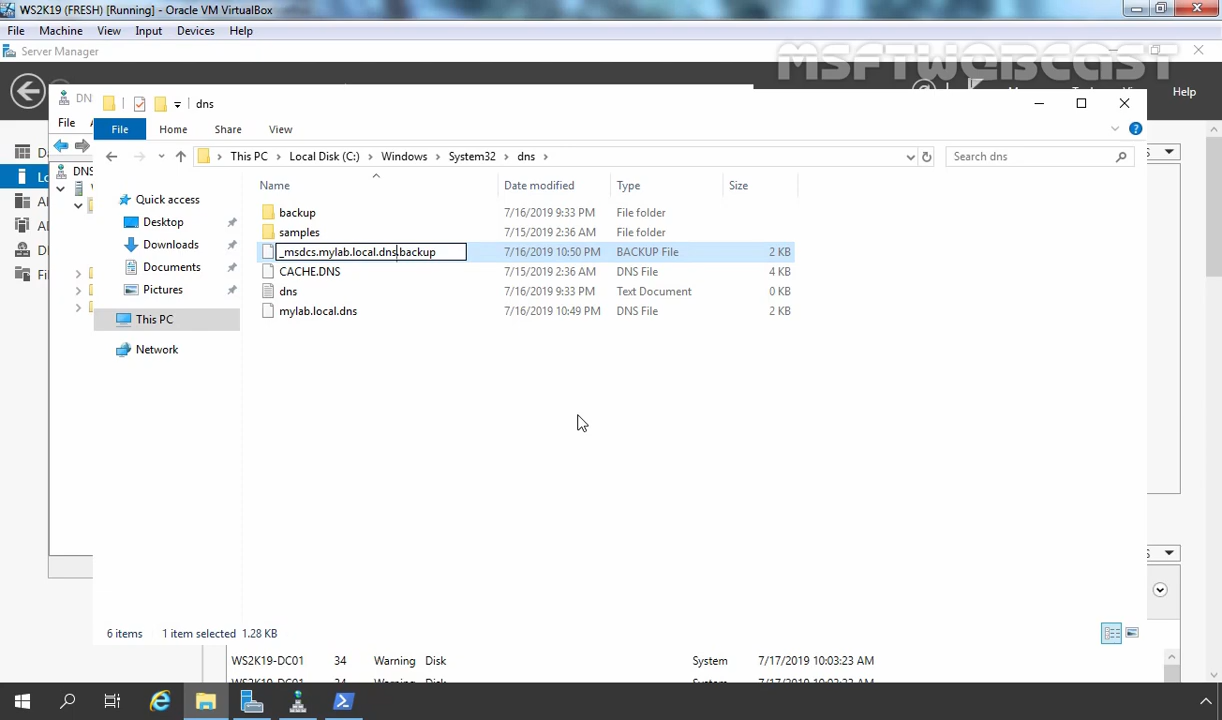 WS2K19 (FRESH) [Running] - Oracle VM VirtualBox
File Machine View Input Devices Help
Server Manager
MSFTWEBCAST
Help
DN
dns
File
File Home Share View
This PC Local Disk (C:) Windows System32 dns
Search dns
DNS
Name Date modified Type Size
Quick access
Desktop
Downloads
Documents
Pictures
This PC
Network
backup 7/16/2019 9:33 PM File folder
samples 7/15/2019 2:36 AM File folder
_msdcs.mylab.local.dns.backup 7/16/2019 10:50 PM BACKUP File 2 KB
CACHE.DNS 7/15/2019 2:36 AM DNS File 4 KB
dns 7/16/2019 9:33 PM Text Document 0 KB
mylab.local.dns 7/16/2019 10:49 PM DNS File 2 KB
6 items 1 item selected 1.28 KB
WS2K19-DC01 34 Warning Disk System 7/17/2019 10:03:23 AM